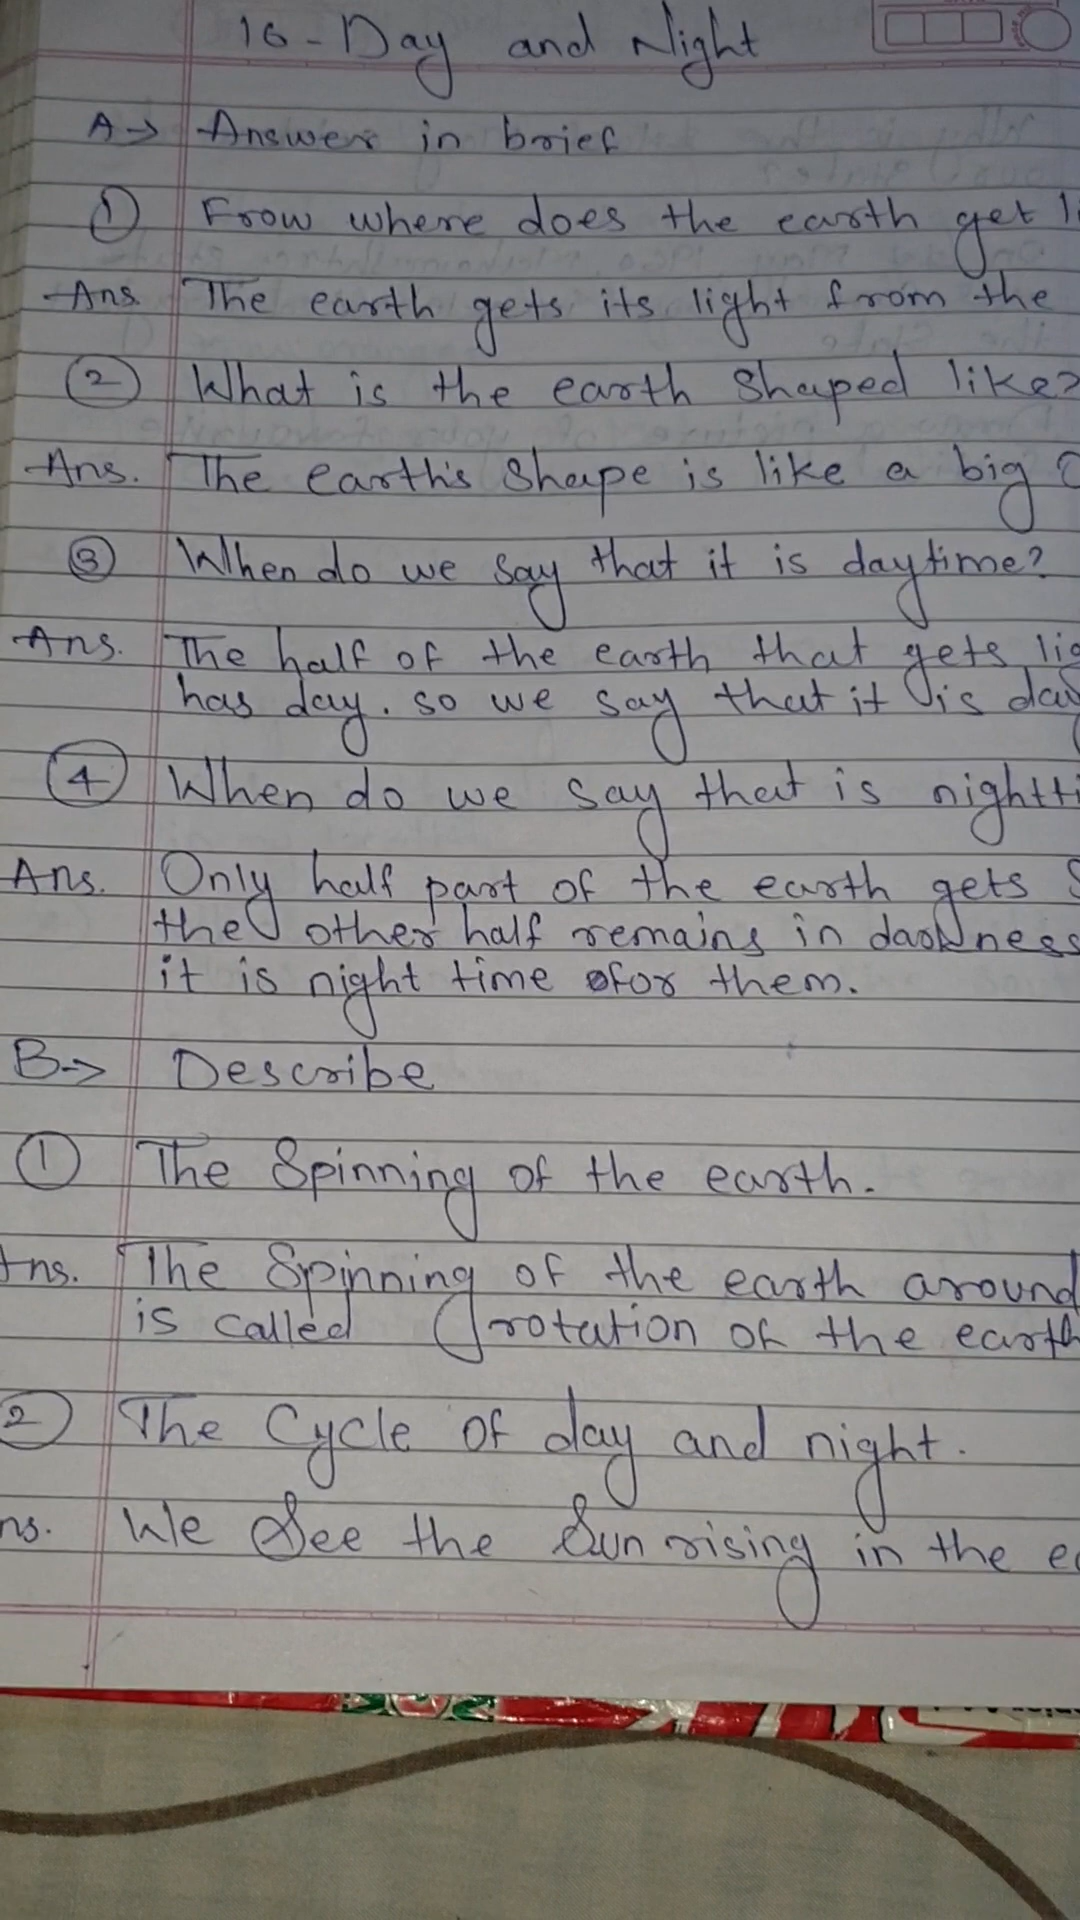 16 - Day and Night
A → Answer in brief
① From where does the earth get
Ans The earth gets its light from the
② What is the earth shaped like?
Ans. The earth's shape is like a big
③ When do we say that it is daytime?
Ans. The half of the earth that gets
has day. so we say that it is
④ When do we say that is
Ans. Only half part of the earth gets
the other half remains in darkness
it is night time for them.
B → Describe
① The Spinning of the earth.
Ans. The Spinning of the earth around
is called rotation of the earth
② The Cycle of day and night.
ns. We See the Sun rising in the